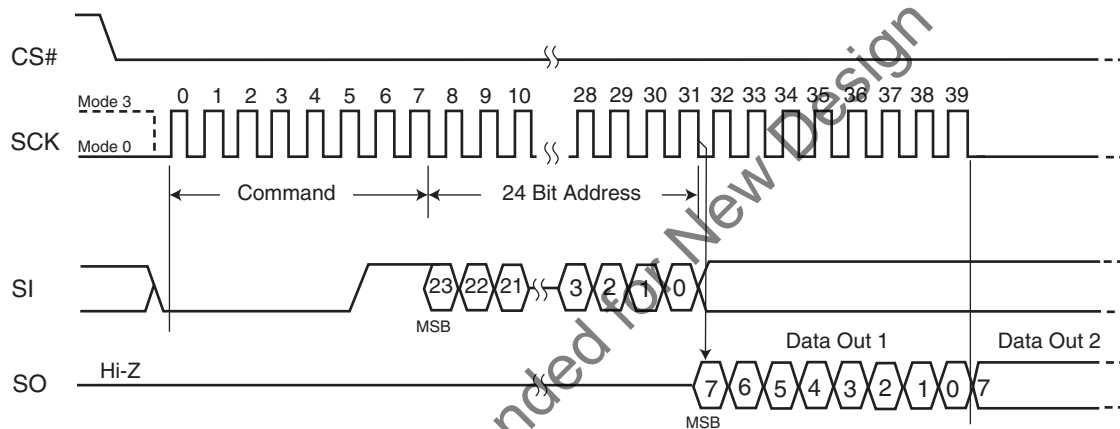 CS#
Mode 3
0 1 2 3 4 5 6 7 8 9 10 28 29 30 31 32 33 34 35 36 37 38 39
SCK
Mode 0
Command
24 Bit Address
SI
23 22 21 3 2 1 0
MSB
Data Out 1
Data Out 2
Hi-Z
SO
7 6 5 4 3 2 1 0 7
MSB
nded for New Design